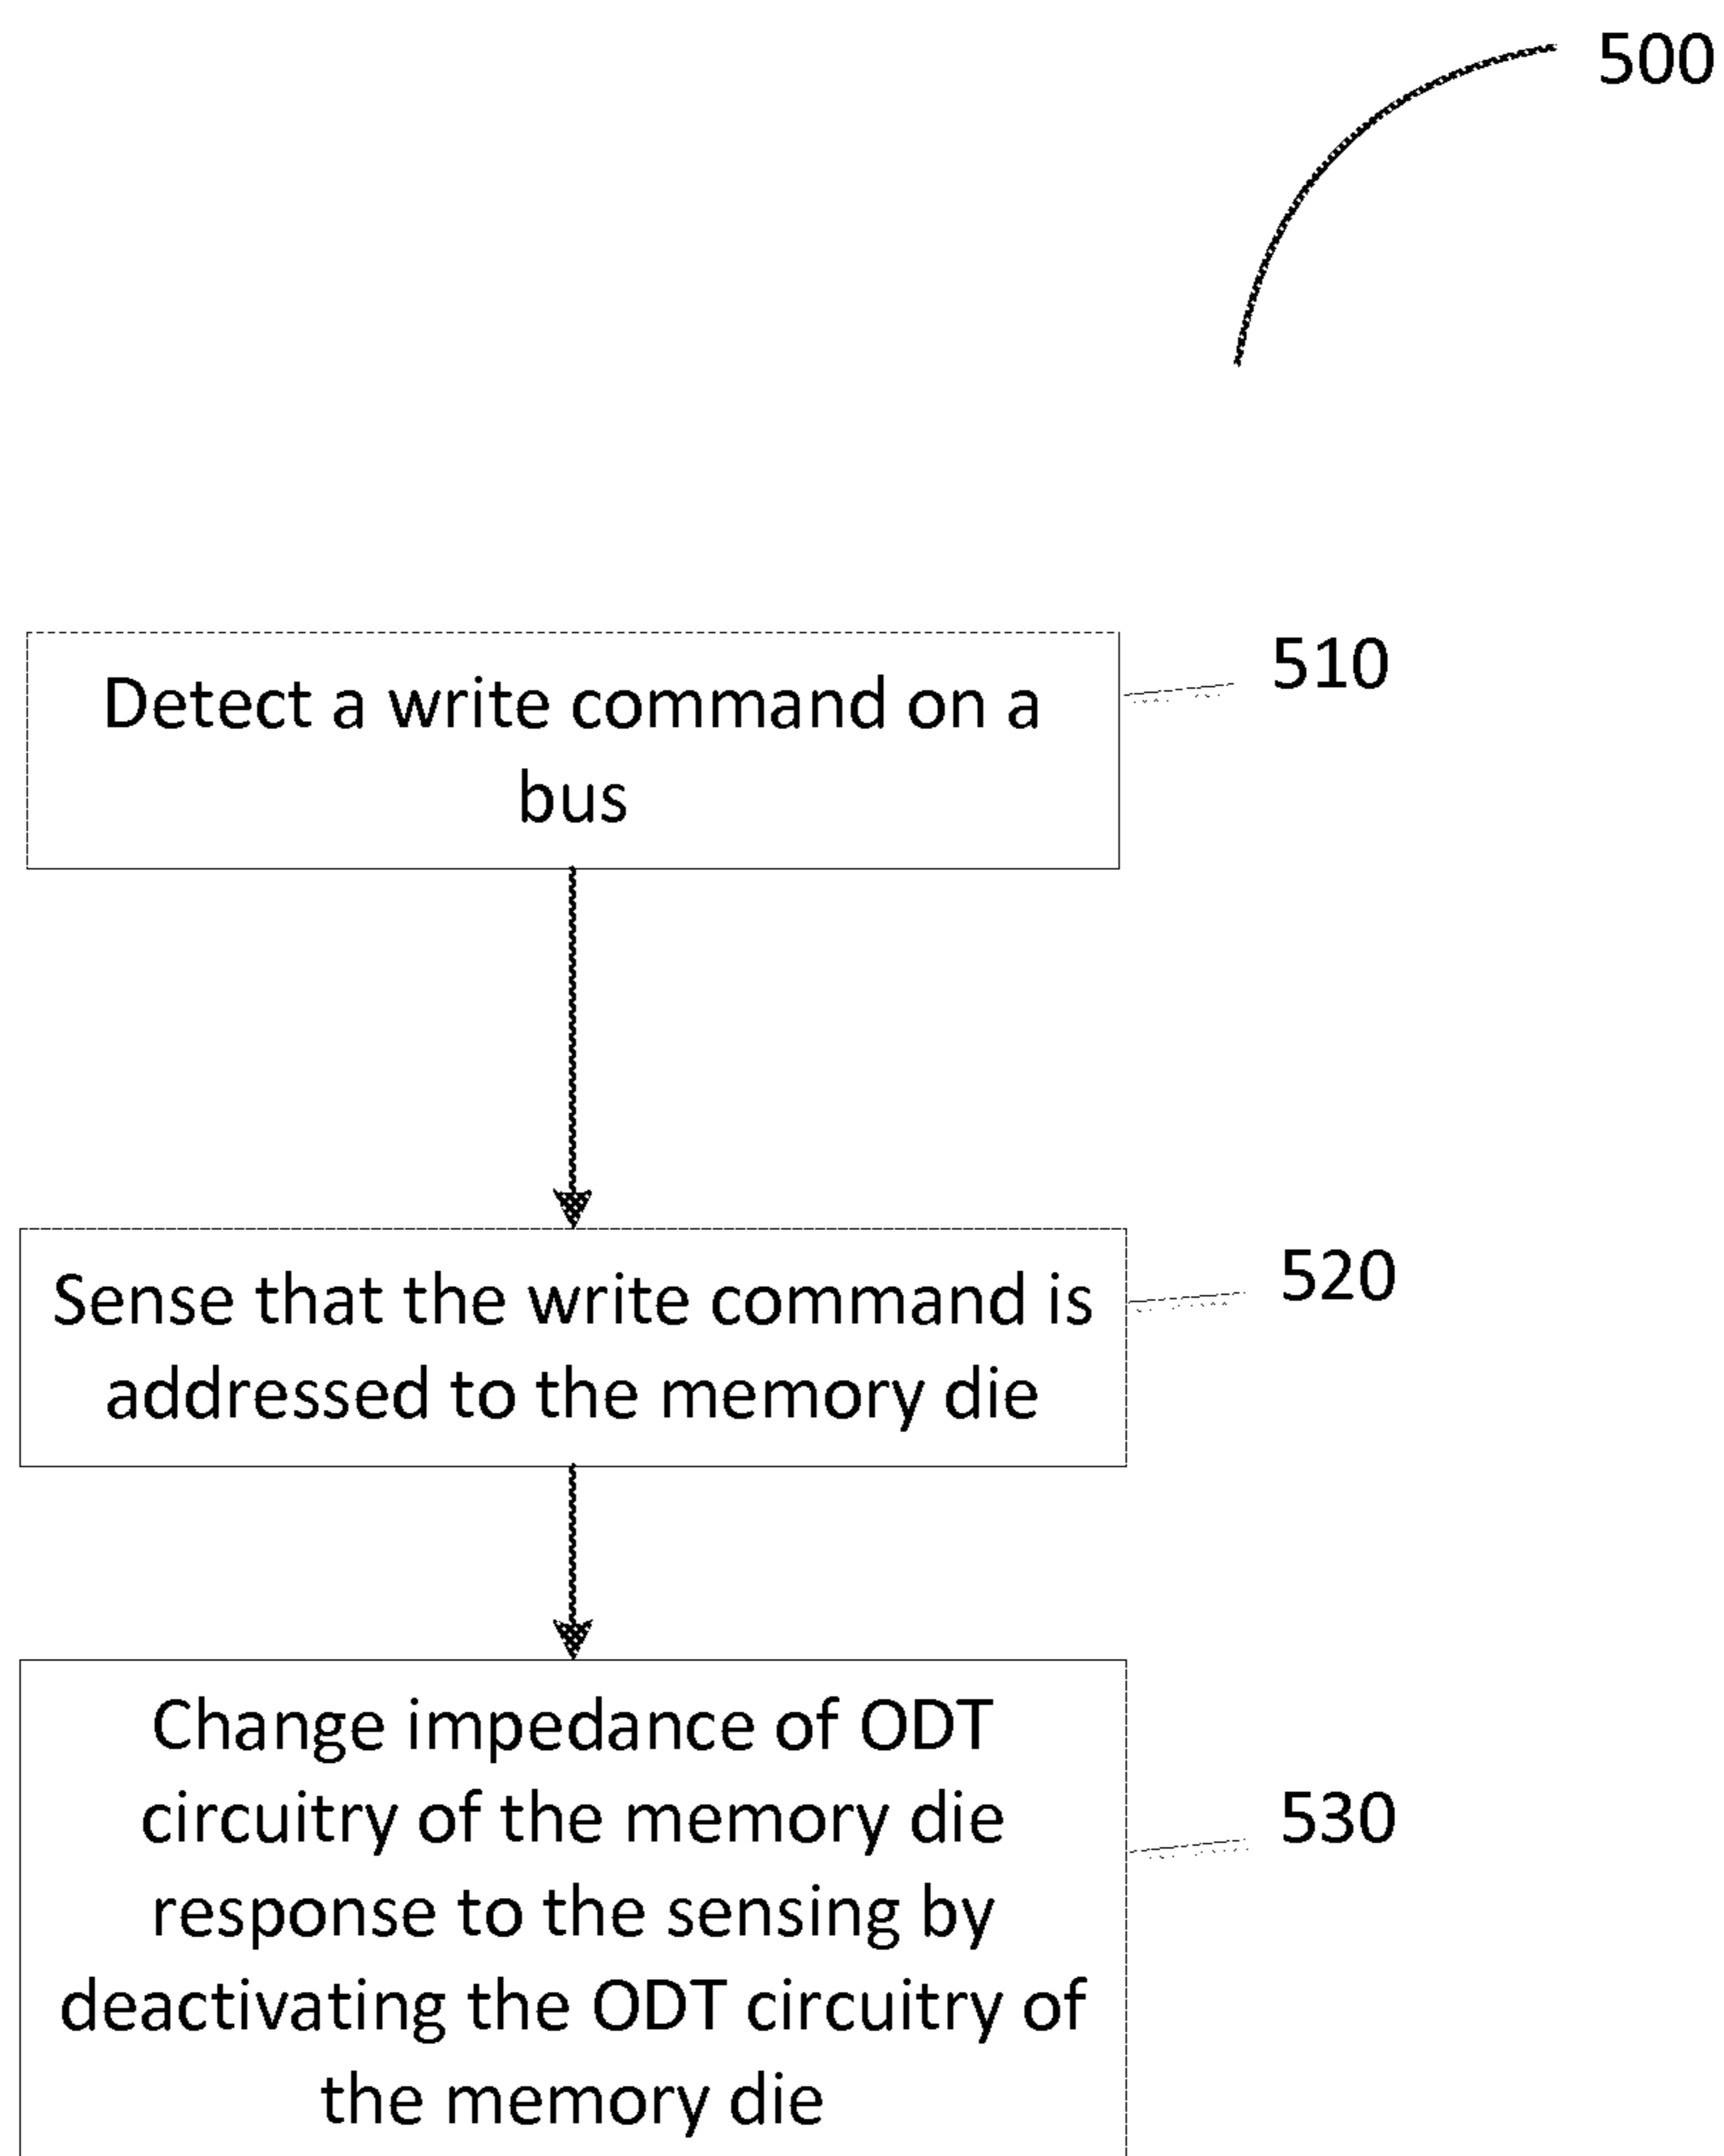 500
Detect a write command on a
bus
510
Sense that the write command is
addressed to the memory die
520
Change impedance of ODT
circuitry of the memory die
response to the sensing by
deactivating the ODT circuitry of
the memory die
530